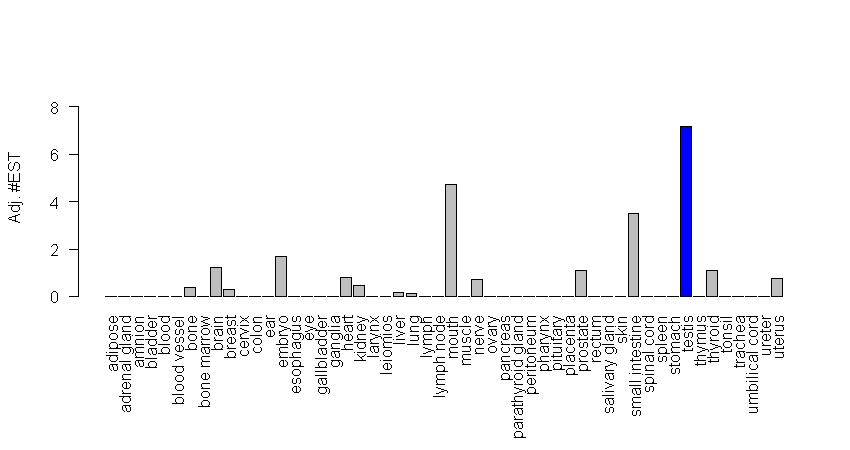 8
6
4
2
0
Adj. #EST
adipose
adrenal gland
amnion
bladder
blood
blood vessel
bone
bone marrow
brain
breast
cervix
colon
ear
embryo
esophagus
eye
gallbladder
ganglia
heart
kidney
larynx
leiomios
liver
lung
lymph
lymph node
mouth
muscle
nerve
ovary
pancreas
parathyroid gland
peritoneum
pharynx
pituitary
placenta
prostate
rectum
salivary gland
skin
small intestine
spinal cord
spleen
stomach
testis
thymus
thyroid
tonsil
trachea
umbilical cord
ureter
uterus